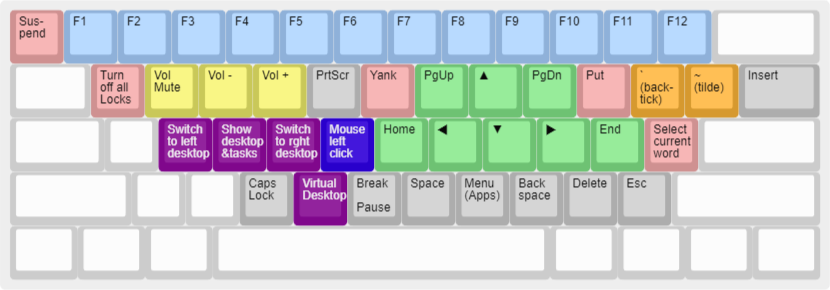 Sus-
pend
F1
F2
F3
F4
F5
F6
F7
F8
F9
F10
F11
F12
Turn
off all
Locks
Vol
Mute
Vol -
Vol +
PrtScr
Yank
PgUp
▲
PgDn
Put
`
(back-
tick)
~
(tilde)
Insert
Switch
to left
desktop
Show
desktop
&tasks
Switch
to rght
desktop
Mouse
left
click
Home
◀
▼
▶
End
Select
current
word
Caps
Lock
Virtual
Desktop
Break
Pause
Space
Menu
(Apps)
Back
space
Delete
Esc